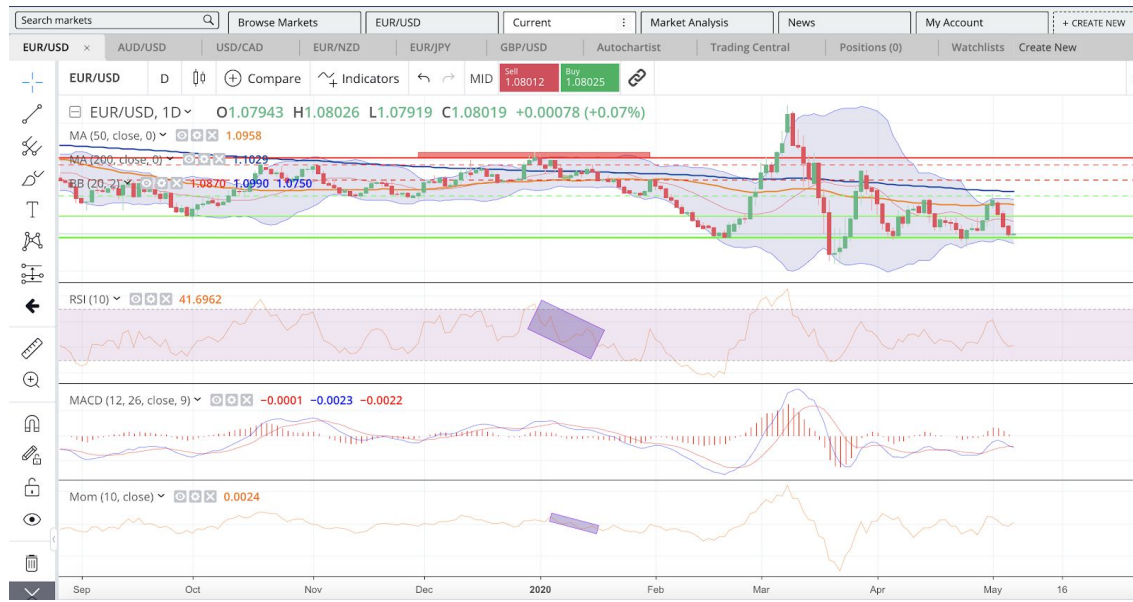 Search markets Browse Markets EUR/USD Current Market Analysis News My Account + CREATE NEW
EUR/USD × AUD/USD USD/CAD EUR/NZD EUR/JPY GBP/USD Autochartist Trading Central Positions (0) Watchlists Create New
EUR/USD D Compare Indicators MID Sell 1.08012 Buy 1.08025
EUR/USD, 1D O1.07943 H1.08026 L1.07919 C1.08019 +0.00078 (+0.07%)
MA (50, close, 0) 1.0958
MA (200, close, 0) 1.1029
BB (20, 2) 1.0870 1.0990 1.0750
RSI (10) 41.6962
MACD (12, 26, close, 9) −0.0001 −0.0023 −0.0022
Mom (10, close) 0.0024
Sep Oct Nov Dec 2020 Feb Mar Apr May 16